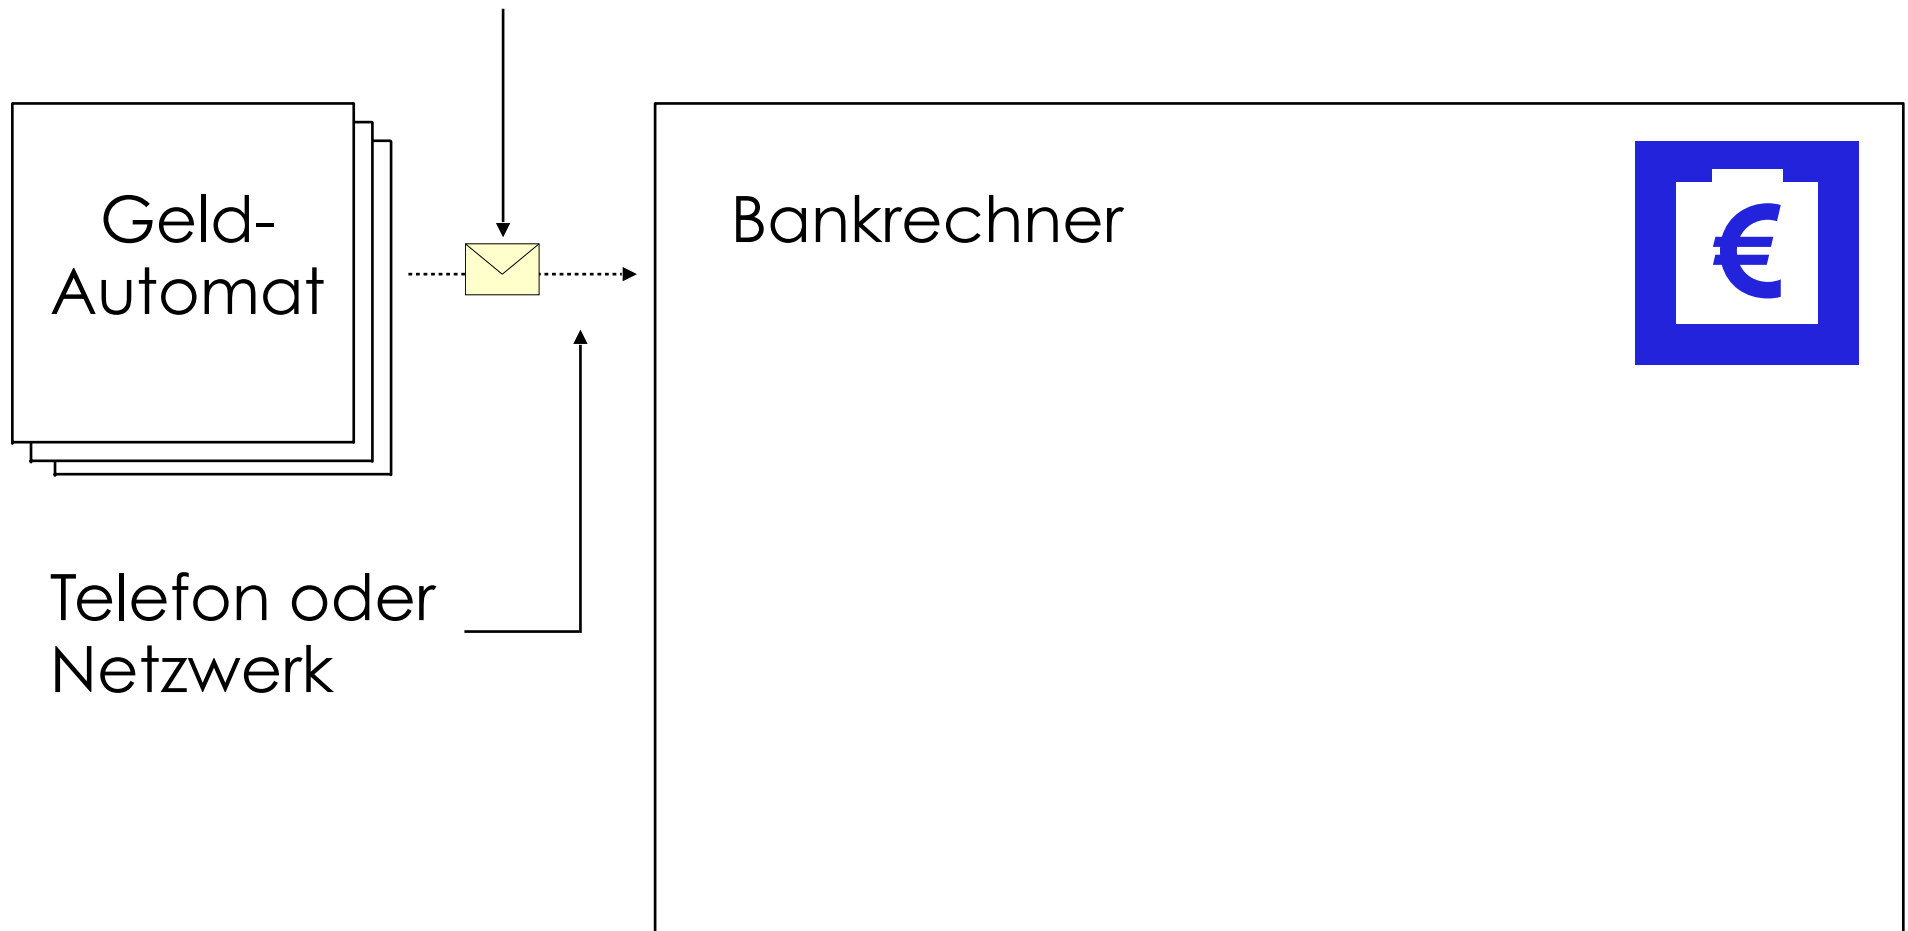 Geld-
Automat
Bankrechner
€
Telefon oder
Netzwerk